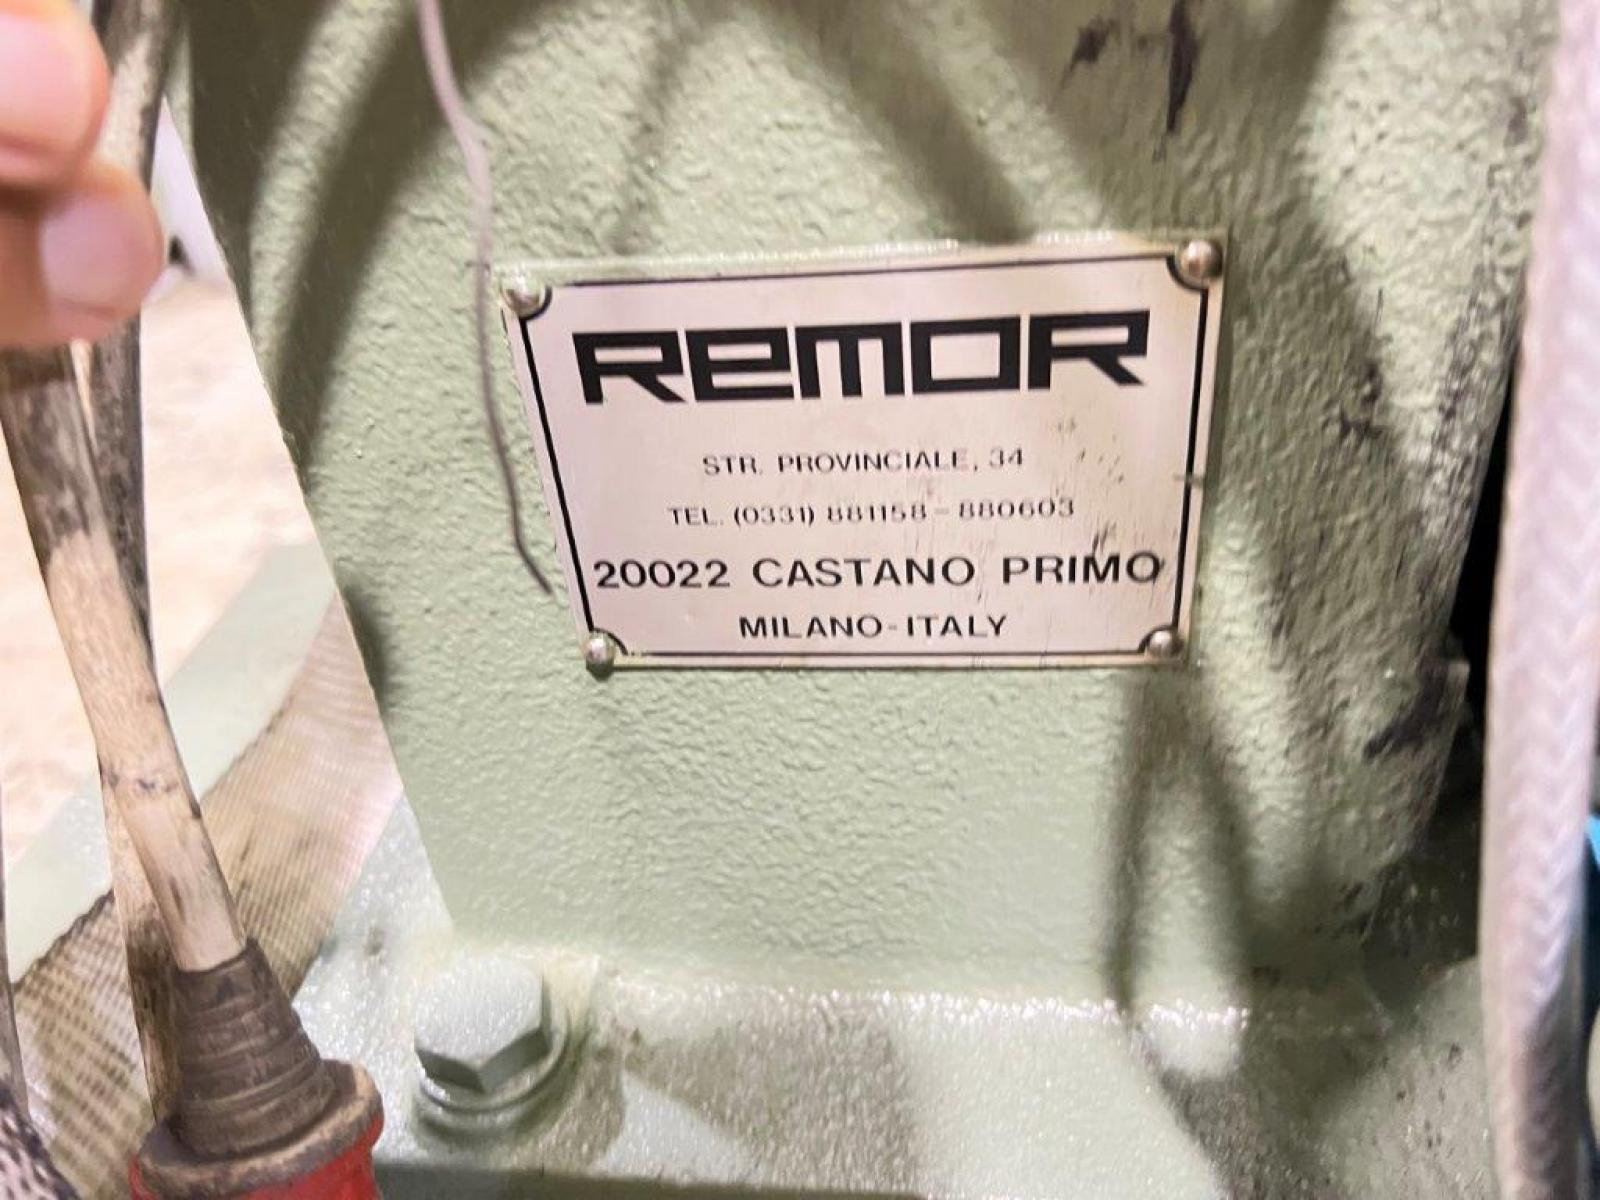 REMOR
STR. PROVINCIALE, 34
TEL. (0331) 881158 - 880603
20022 CASTANO PRIMO
MILANO-ITALY